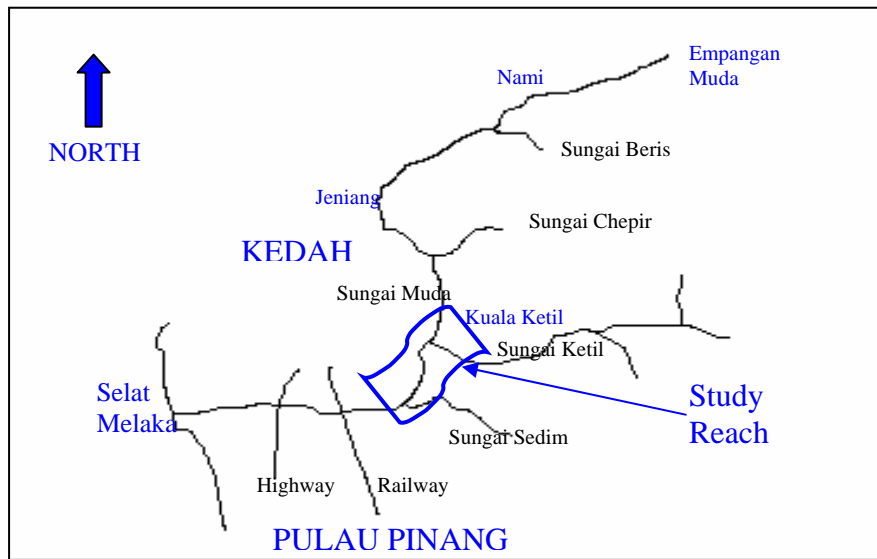 Empangan
Muda
Nami
NORTH
Sungai Beris
Jeniang
Sungai Chepir
KEDAH
Sungai Muda
Kuala Ketil
Sungai Ketil
Selat
Melaka
Study
Reach
Sungai Sedim
Highway
Railway
PULAU PINANG